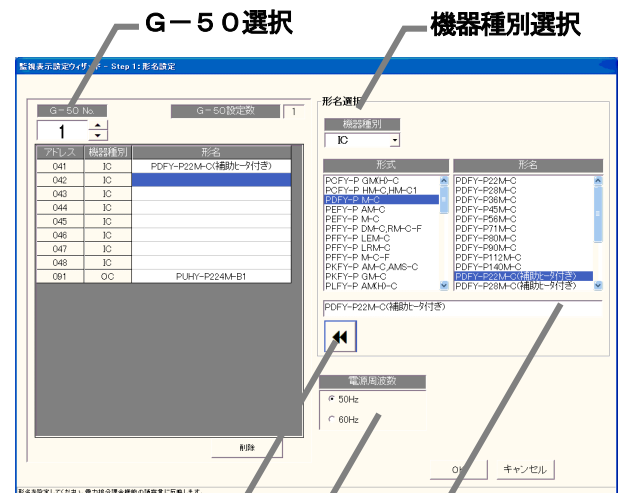 G－５０選択
機器種別選択
監視表示設定ウィザード - Step 1:形名設定
G－50 No.
G－50設定数
1
1
アドレス 機器種別 形名
041 IC PDFY-P22M-C(補助ヒータ付き)
042 IC
043 IC
044 IC
045 IC
046 IC
047 IC
048 IC
091 OC PUHY-P224M-B1
削除
形名選択
機器種別
IC
形式
PCFY-P GM(H)-C
PCFY-P HM-C,HM-C1
PDFY-P M-C
PEFY-P AM-C
PEFY-P M-C
PFFY-P DM-C,RM-C-F
PFFY-P LEM-C
PFFY-P LRM-C
PFFY-P M-C-F
PKFY-P AM-C,AMS-C
PKFY-P GM-C
PLFY-P AM(H)-C
形名
PDFY-P22M-C
PDFY-P28M-C
PDFY-P36M-C
PDFY-P45M-C
PDFY-P56M-C
PDFY-P71M-C
PDFY-P80M-C
PDFY-P90M-C
PDFY-P112M-C
PDFY-P140M-C
PDFY-P22M-C(補助ヒータ付き)
PDFY-P28M-C(補助ヒータ付き)
PDFY-P22M-C(補助ヒータ付き)
電源周波数
50Hz
60Hz
キャンセル